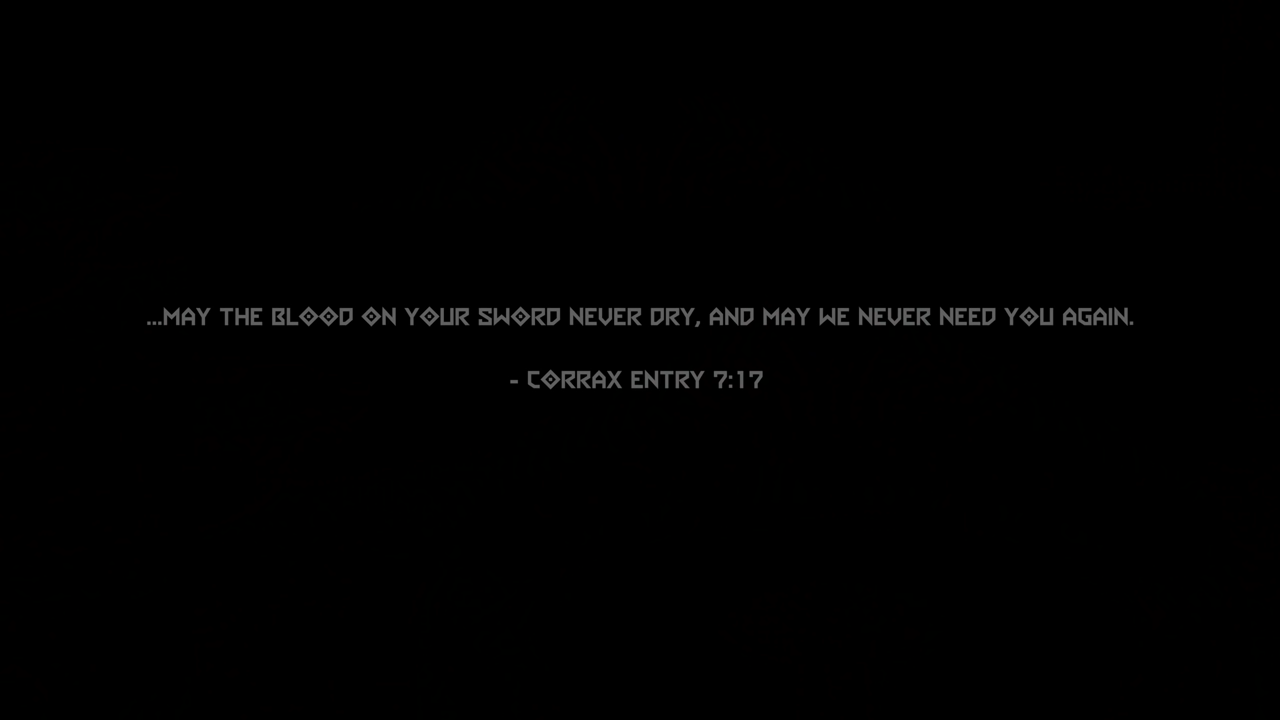 ...MAY THE BLOOD ON YOUR SWORD NEVER DRY, AND MAY WE NEVER NEED YOU AGAIN.
- CORRAX ENTRY 7:17